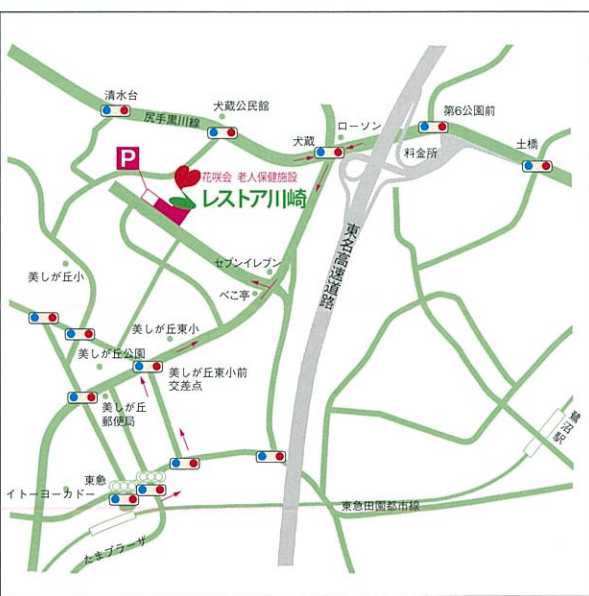 清水台
犬蔵公民館
尻手黒川線
犬蔵
ローソン
第6公園前
土橋
料金所
P
花咲会 老人保健施設
レストア川崎
東名高速道路
セブンイレブン
べこ亭
美しが丘小
美しが丘東小
美しが丘公園
美しが丘東小前
交差点
美しが丘
郵便局
鷺沼駅
東急
イトーヨーカドー
東急田園都市線
たまプラーザ